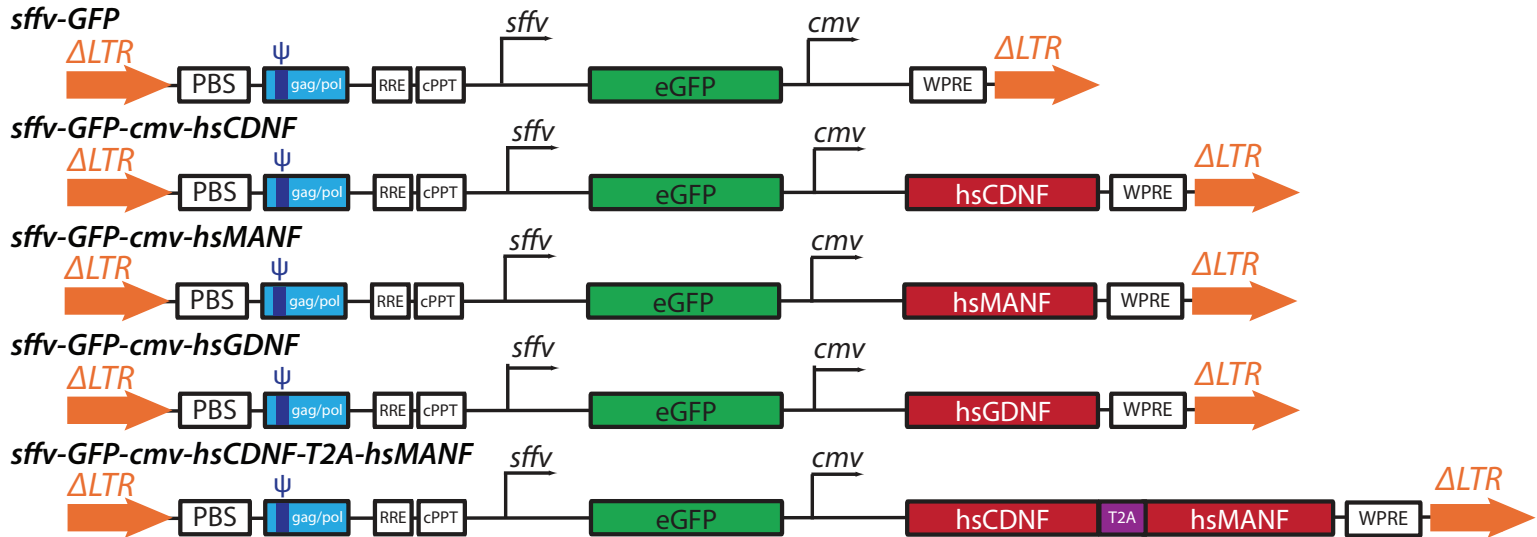 sffv-GFP
ΔLTR ψ sffv cmv ΔLTR
PBS gag/pol RRE cPPT eGFP WPRE
sffv-GFP-cmv-hsCDNF
ΔLTR ψ sffv cmv ΔLTR
PBS gag/pol RRE cPPT eGFP hsCDNF WPRE
sffv-GFP-cmv-hsMANF
ΔLTR ψ sffv cmv ΔLTR
PBS gag/pol RRE cPPT eGFP hsMANF WPRE
sffv-GFP-cmv-hsGDNF
ΔLTR ψ sffv cmv ΔLTR
PBS gag/pol RRE cPPT eGFP hsGDNF WPRE
sffv-GFP-cmv-hsCDNF-T2A-hsMANF
ΔLTR ψ sffv cmv ΔLTR
PBS gag/pol RRE cPPT eGFP hsCDNF T2A hsMANF WPRE